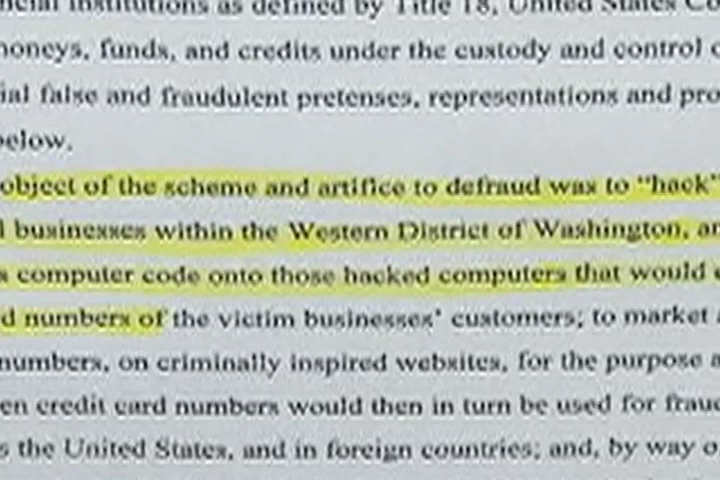 ncial institutions as defined by Title 18, United States Co
noneys, funds, and credits under the custody and control
ial false and fraudulent pretenses, representations and pro
below.
object of the scheme and artifice to defraud was to "hack"
l businesses within the Western District of Washington, an
s computer code onto those hacked computers that would
d numbers of the victim businesses' customers; to market
numbers, on criminally inspired websites, for the purpose a
en credit card numbers would then in turn be used for frau
s the United States, and in foreign countries; and, by way o